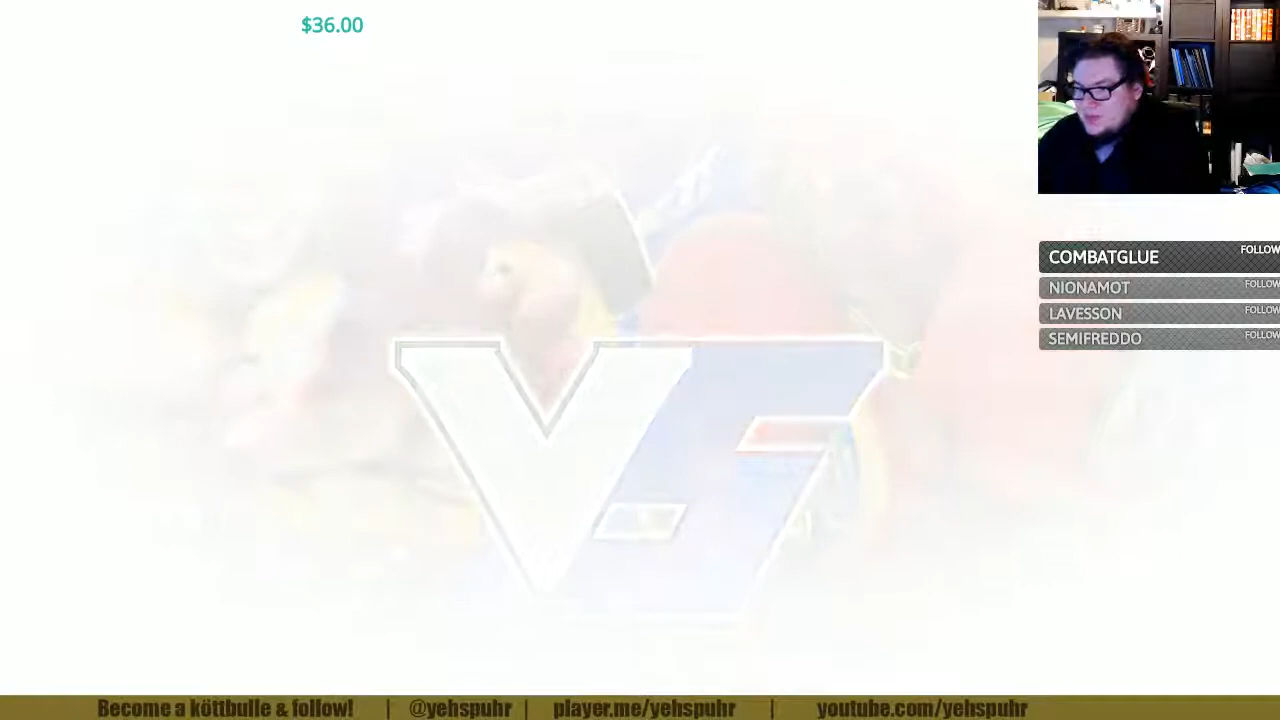 $36.00
COMBATGLUE FOLLOW
NIONAMOT FOLLOW
LAVESSON FOLLOW
SEMIFREDDO FOLLOW
VS
Become a köttbulle & follow! | @yehspuhr | player.me/yehspuhr | youtube.com/yehspuhr